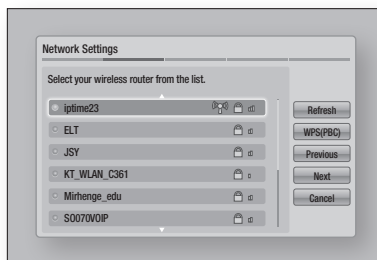 Network Settings
Select your wireless router from the list.
iptime23
ELT
JSY
KT_WLAN_C361
Mirhenge_edu
SO070VOIP
Refresh
WPS(PBC)
Previous
Next
Cancel